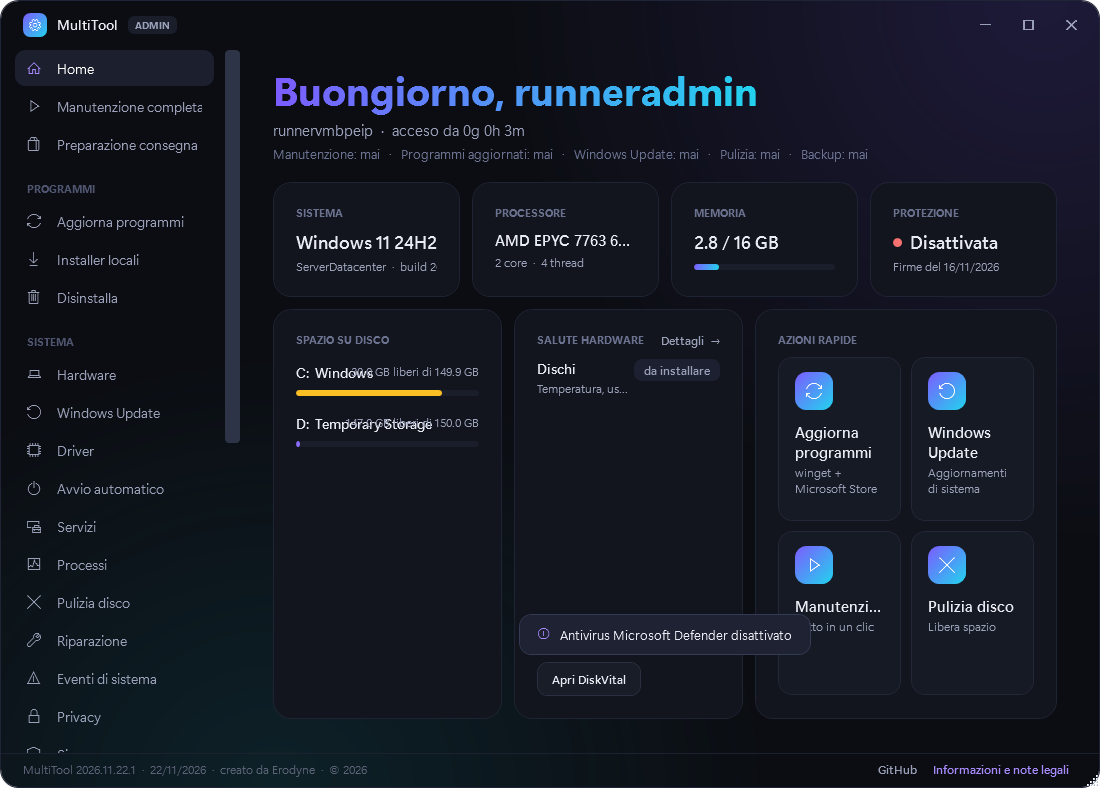 MultiTool ADMIN
Home
Manutenzione completa
Preparazione consegna
PROGRAMMI
Aggiorna programmi
Installer locali
Disinstalla
SISTEMA
Hardware
Windows Update
Driver
Avvio automatico
Servizi
Processi
Pulizia disco
Riparazione
Eventi di sistema
Privacy
Buongiorno, runneradmin
runnervmbpeip · acceso da 0g 0h 3m
Manutenzione: mai · Programmi aggiornati: mai · Windows Update: mai · Pulizia: mai · Backup: mai
SISTEMA
Windows 11 24H2
ServerDatacenter · build 2
PROCESSORE
AMD EPYC 7763 6...
2 core · 4 thread
MEMORIA
2.8 / 16 GB
PROTEZIONE
Disattivata
Firme del 16/11/2026
SPAZIO SU DISCO
C: Windows GB liberi di 149.9 GB
D: Temporary Storage 150.0 GB
SALUTE HARDWARE Dettagli →
Dischi da installare
Temperatura, us...
Antivirus Microsoft Defender disattivato
Apri DiskVital
AZIONI RAPIDE
Aggiorna
programmi
winget +
Microsoft Store
Windows
Update
Aggiornamenti
di sistema
Manutenzi...
in un clic
Pulizia disco
Libera spazio
MultiTool 2026.11.22.1 · 22/11/2026 · creato da Erodyne · © 2026
GitHub Informazioni e note legali